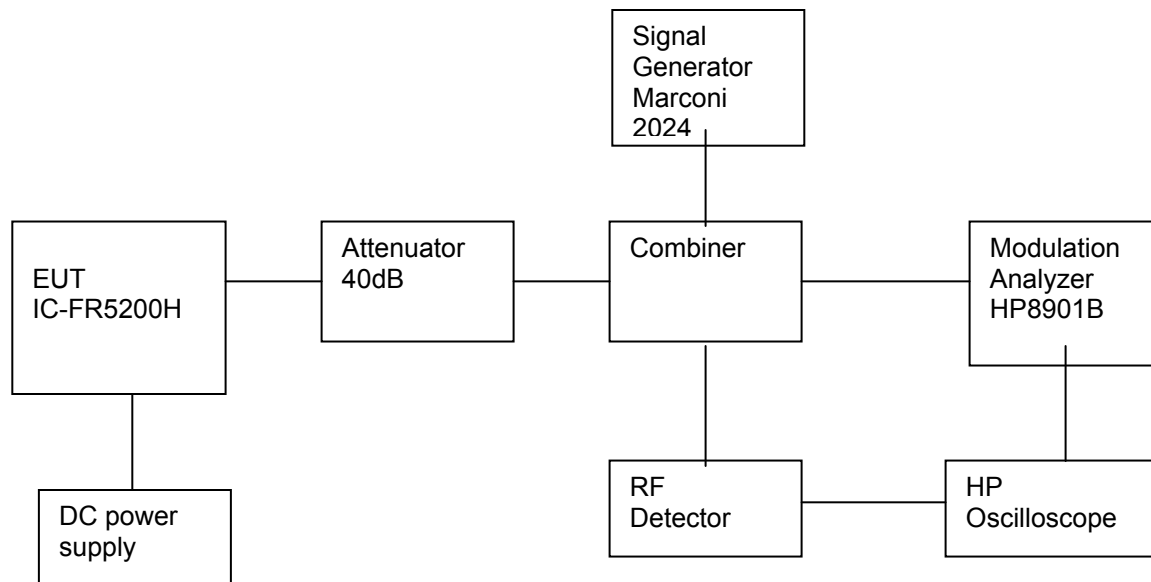 Signal
Generator
Marconi
2024
EUT
IC-FR5200H
Attenuator
40dB
Combiner
Modulation
Analyzer
HP8901B
DC power
supply
RF
Detector
HP
Oscilloscope